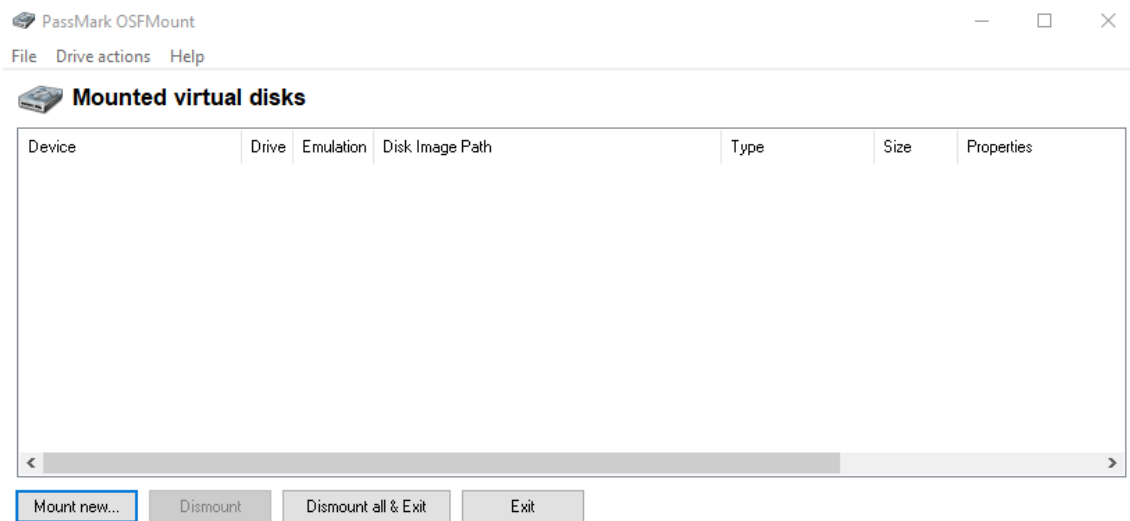 PassMark OSFMount
File Drive actions Help
Mounted virtual disks
Device Drive Emulation Disk Image Path Type Size Properties
Mount new... Dismount Dismount all & Exit Exit